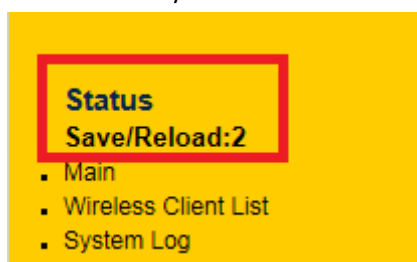 Status
Save/Reload:2
Main
Wireless Client List
System Log